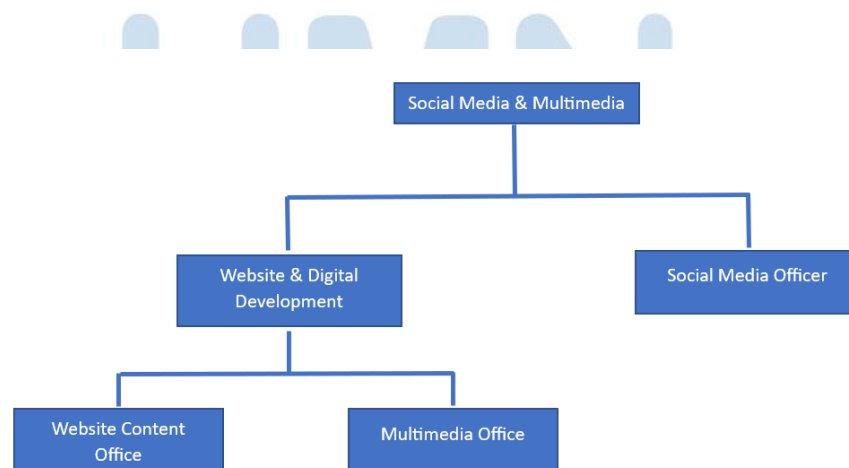 Social Media & Multimedia
Website & Digital
Development
Social Media Officer
Website Content
Office
Multimedia Office